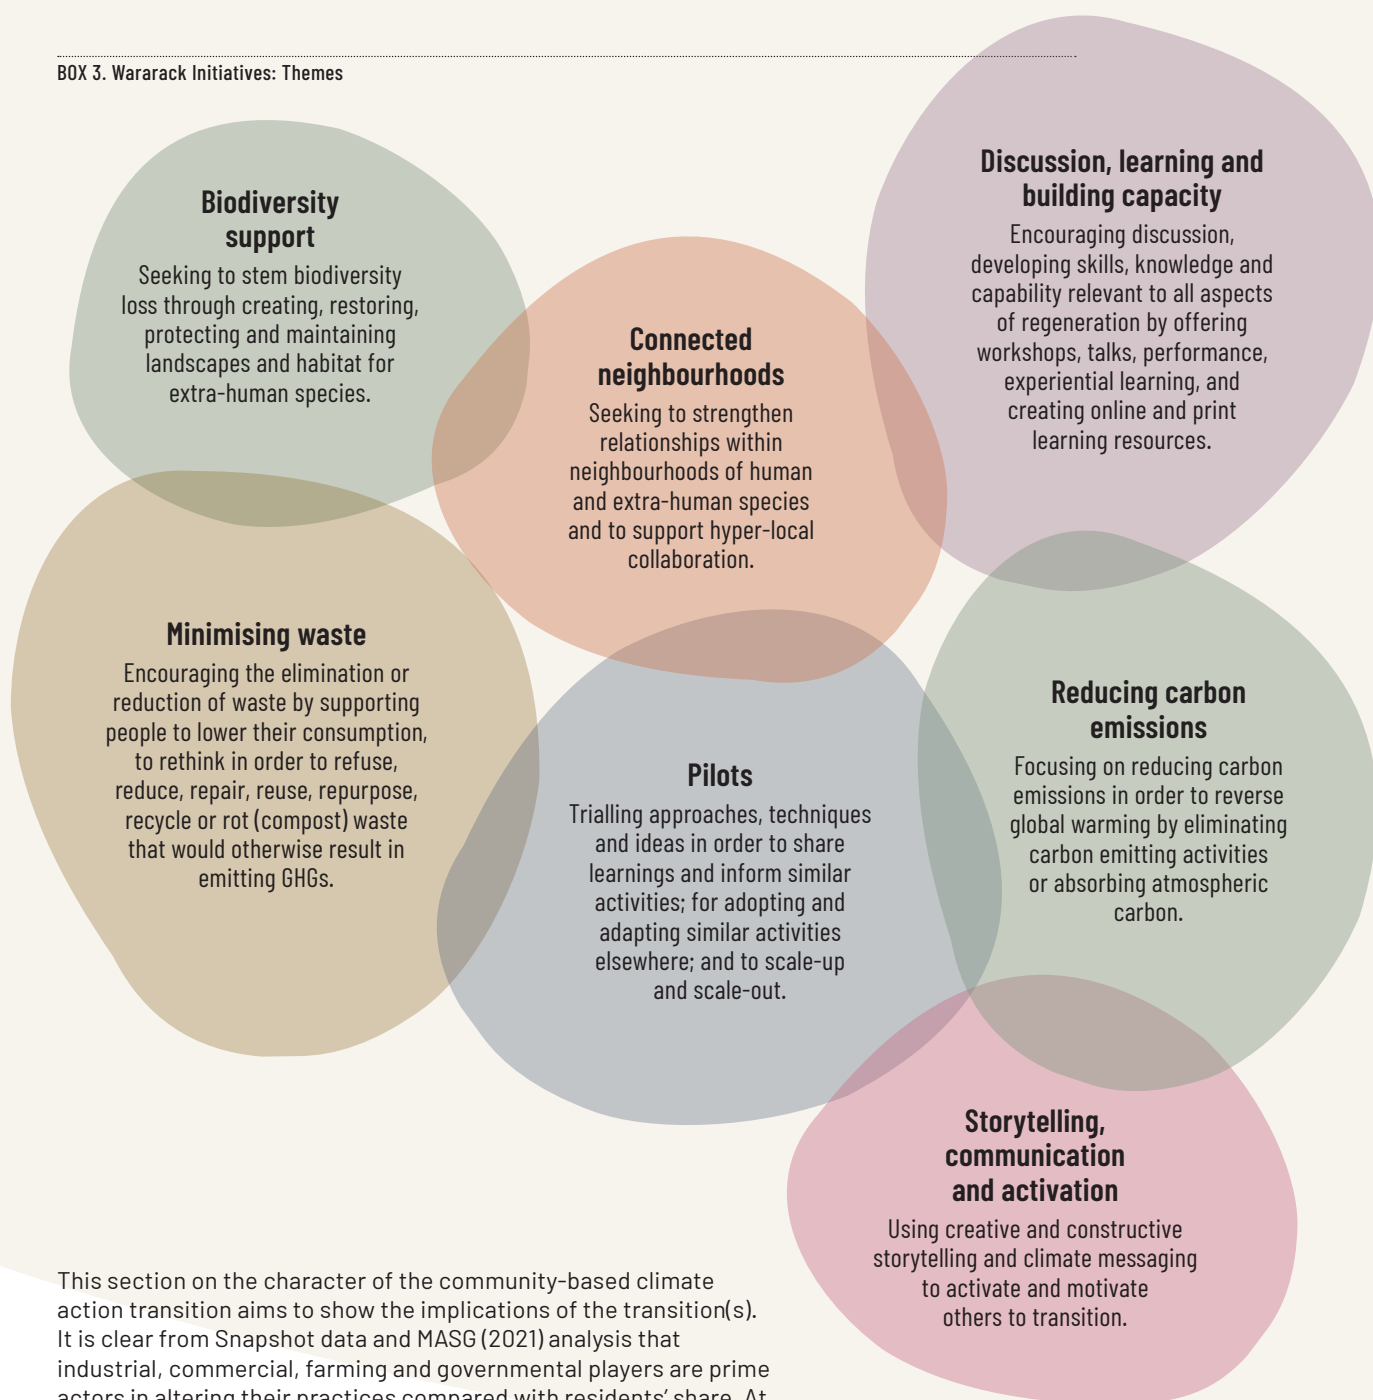 BOX 3. Wararack Initiatives: Themes
Biodiversity
support
Seeking to stem biodiversity
loss through creating, restoring,
protecting and maintaining
landscapes and habitat for
extra-human species.
Connected
neighbourhoods
Seeking to strengthen
relationships within
neighbourhoods of human
and extra-human species
and to support hyper-local
collaboration.
Discussion, learning and
building capacity
Encouraging discussion,
developing skills, knowledge and
capability relevant to all aspects
of regeneration by offering
workshops, talks, performance,
experiential learning, and
creating online and print
learning resources.
Minimising waste
Encouraging the elimination or
reduction of waste by supporting
people to lower their consumption,
to rethink in order to refuse,
reduce, repair, reuse, repurpose,
recycle or rot (compost) waste
that would otherwise result in
emitting GHGs.
Pilots
Trialling approaches, techniques
and ideas in order to share
learnings and inform similar
activities; for adopting and
adapting similar activities
elsewhere; and to scale-up
and scale-out.
Reducing carbon
emissions
Focusing on reducing carbon
emissions in order to reverse
global warming by eliminating
carbon emitting activities
or absorbing atmospheric
carbon.
Storytelling,
communication
and activation
Using creative and constructive
storytelling and climate messaging
to activate and motivate
others to transition.
This section on the character of the community-based climate
action transition aims to show the implications of the transition(s).
It is clear from Snapshot data and MASG (2021) analysis that
industrial, commercial, farming and governmental players are prime
actors in altering their practices compared with residents' share. At